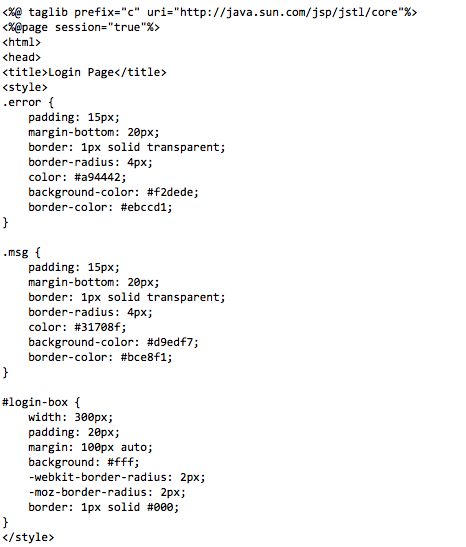 <%@ taglib prefix="c" uri="http://java.sun.com/jsp/jstl/core"%>
<%@page session="true"%>
<html>
<head>
<title>Login Page</title>
<style>
.error {
    padding: 15px;
    margin-bottom: 20px;
    border: 1px solid transparent;
    border-radius: 4px;
    color: #a94442;
    background-color: #f2dede;
    border-color: #ebccd1;
}

.msg {
    padding: 15px;
    margin-bottom: 20px;
    border: 1px solid transparent;
    border-radius: 4px;
    color: #31708f;
    background-color: #d9edf7;
    border-color: #bce8f1;
}

#login-box {
    width: 300px;
    padding: 20px;
    margin: 100px auto;
    background: #fff;
    -webkit-border-radius: 2px;
    -moz-border-radius: 2px;
    border: 1px solid #000;
}
</style>